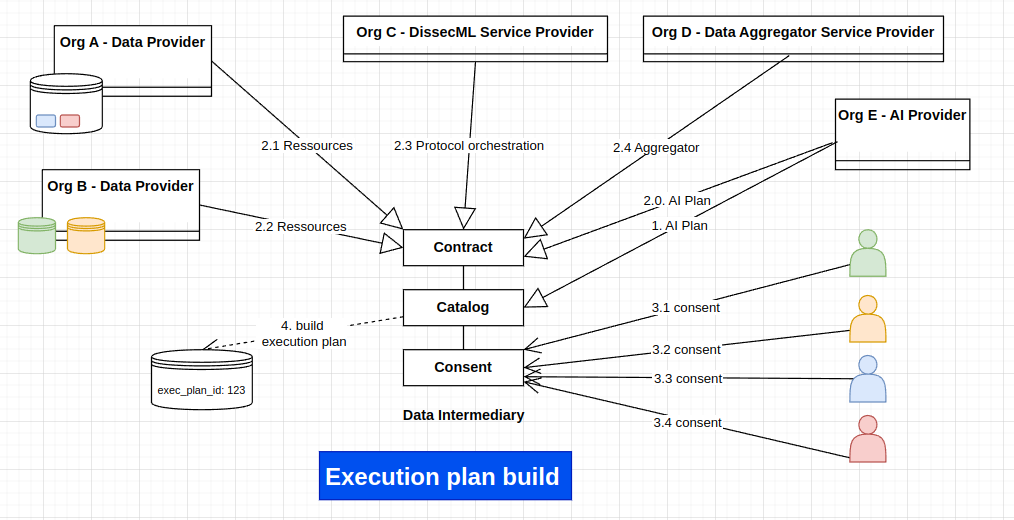 Org A - Data Provider
Org C - DissecML Service Provider
Org D - Data Aggregator Service Provider
Org E - AI Provider
2.1 Ressources
2.3 Protocol orchestration
2.4 Aggregator
Org B - Data Provider
2.0. AI Plan
2.2 Ressources
1. AI Plan
Contract
Catalog
3.1 consent
4. build
execution plan
3.2 consent
Consent
3.3 consent
exec_plan_id: 123
Data Intermediary
3.4 consent
Execution plan build